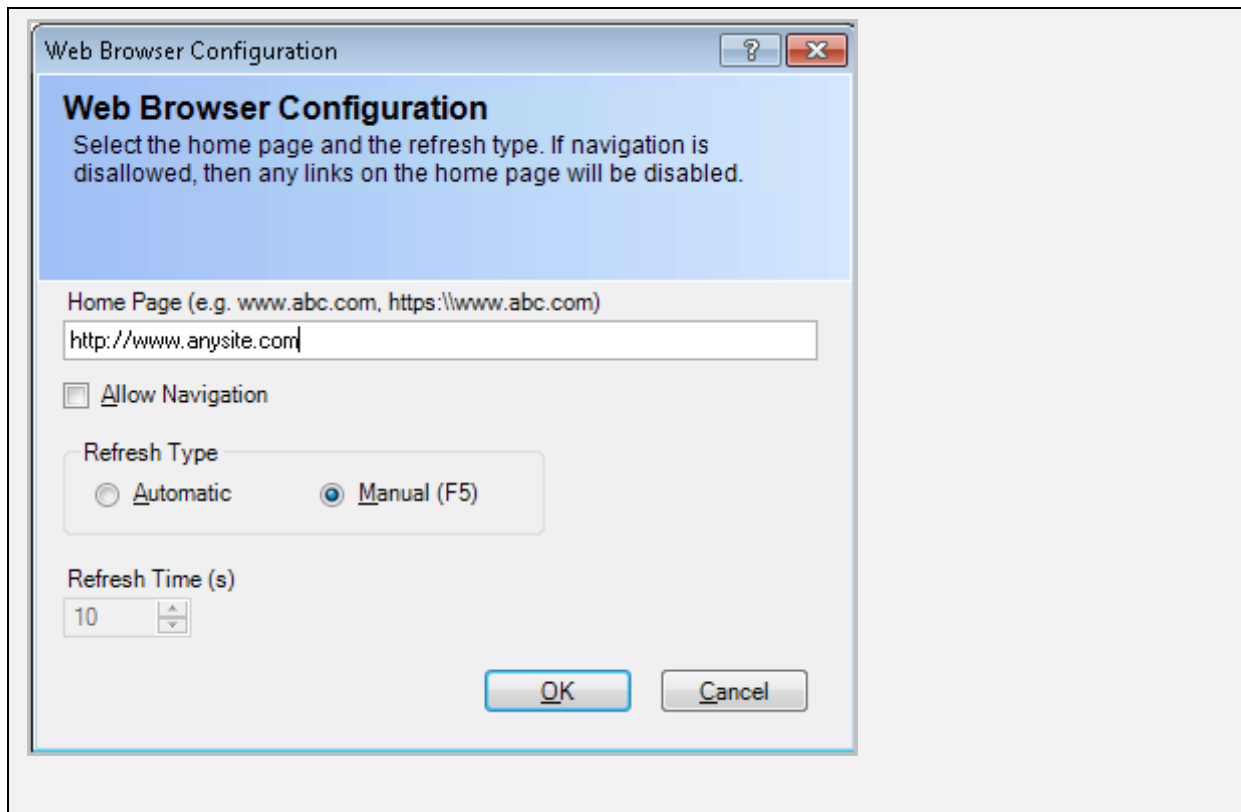 Web Browser Configuration
?
Web Browser Configuration
Select the home page and the refresh type. If navigation is
disallowed, then any links on the home page will be disabled.
Home Page (e.g. www.abc.com, https:\\www.abc.com)
http://www.anysite.com
Allow Navigation
Refresh Type
Automatic Manual (F5)
Refresh Time (s)
10
OK Cancel